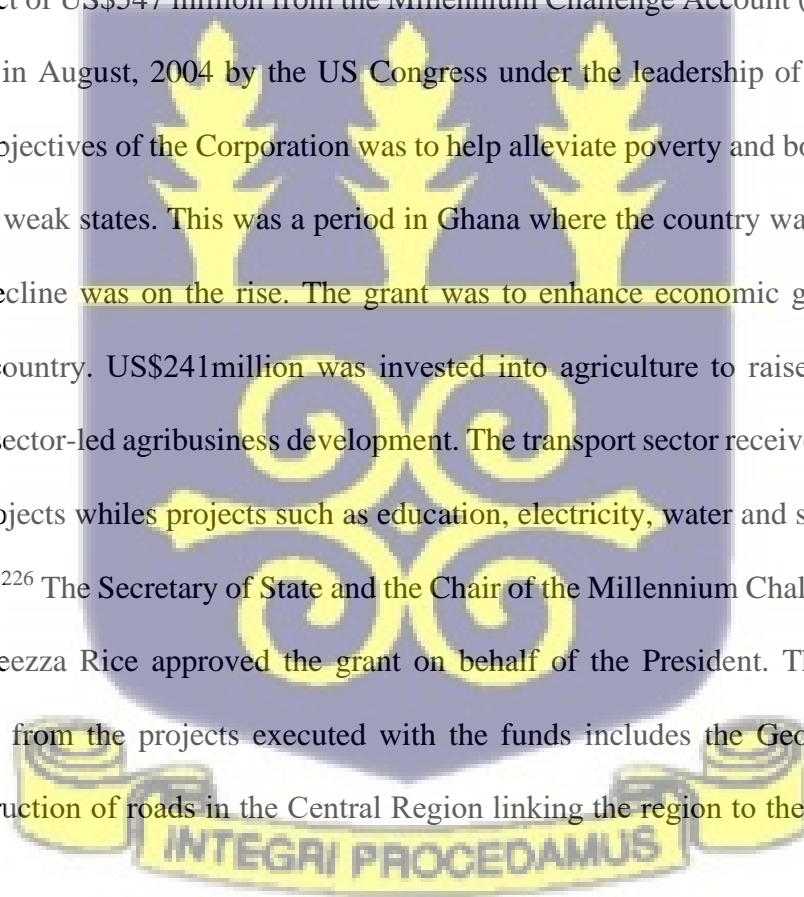 ct of US$547 million from the Millennium Challenge Account (
in August, 2004 by the US Congress under the leadership of
bjectives of the Corporation was to help alleviate poverty and bo
weak states. This was a period in Ghana where the country wa
ecline was on the rise. The grant was to enhance economic g
country. US$241million was invested into agriculture to raise
sector-led agribusiness development. The transport sector receive
ojects whiles projects such as education, electricity, water and s
226 The Secretary of State and the Chair of the Millennium Chal
eezza Rice approved the grant on behalf of the President. Th
from the projects executed with the funds includes the Geo
ruction of roads in the Central Region linking the region to the
INTEGRI PROCEDAMUS